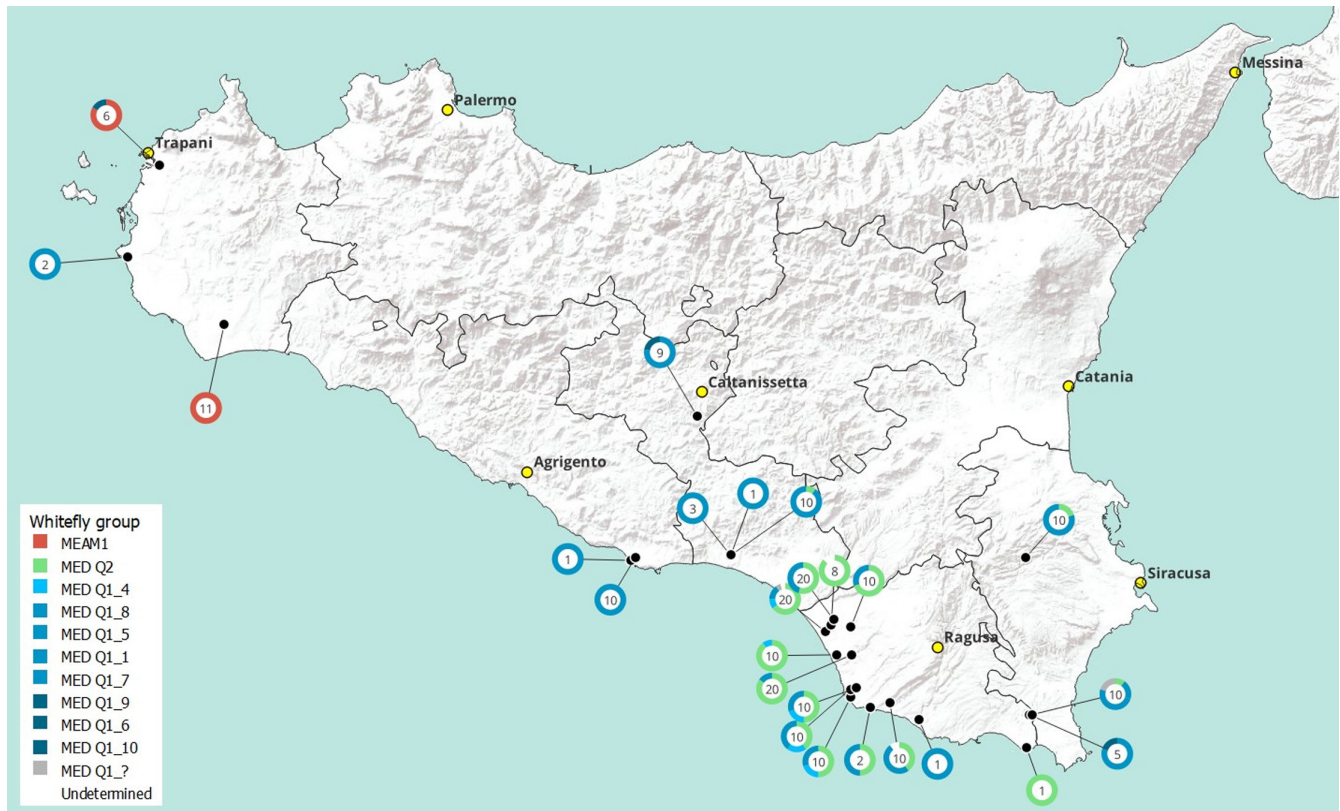 Messina
Palermo
6
Trapani
2
9
Caltanissetta
Catania
11
Agrigento
1
3
10
10
Siracusa
1
10
8
20
10
20
Ragusa
10
20
10
10
10
10
2
10
1
5
1
Whitefly group
MEAM1
MED Q2
MED Q1_4
MED Q1_8
MED Q1_5
MED Q1_1
MED Q1_7
MED Q1_9
MED Q1_6
MED Q1_10
MED Q1_?
Undetermined